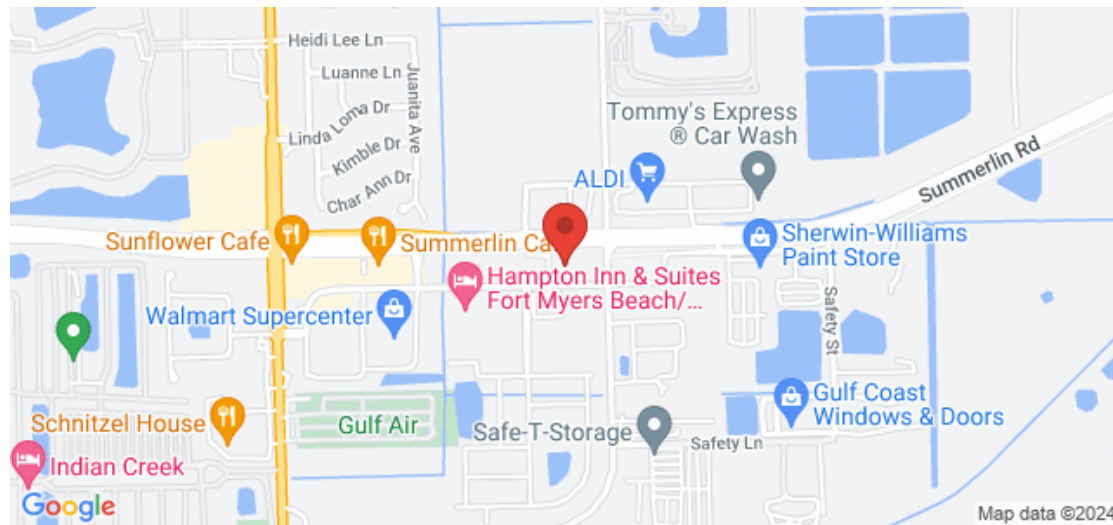 Heidi Lee Ln
Luanne Ln
Juanita Ave
Linda Loma Dr
Kimble Dr
Char Ann Dr
Tommy's Express
® Car Wash
ALDI
Summerlin Rd
Sunflower Cafe
Summerlin Ca
Sherwin-Williams
Paint Store
Hampton Inn & Suites
Fort Myers Beach/...
Walmart Supercenter
Safety St
Schnitzel House
Gulf Air
Safe-T-Storage
Gulf Coast
Windows & Doors
Safety Ln
Indian Creek
Google
Map data ©2024